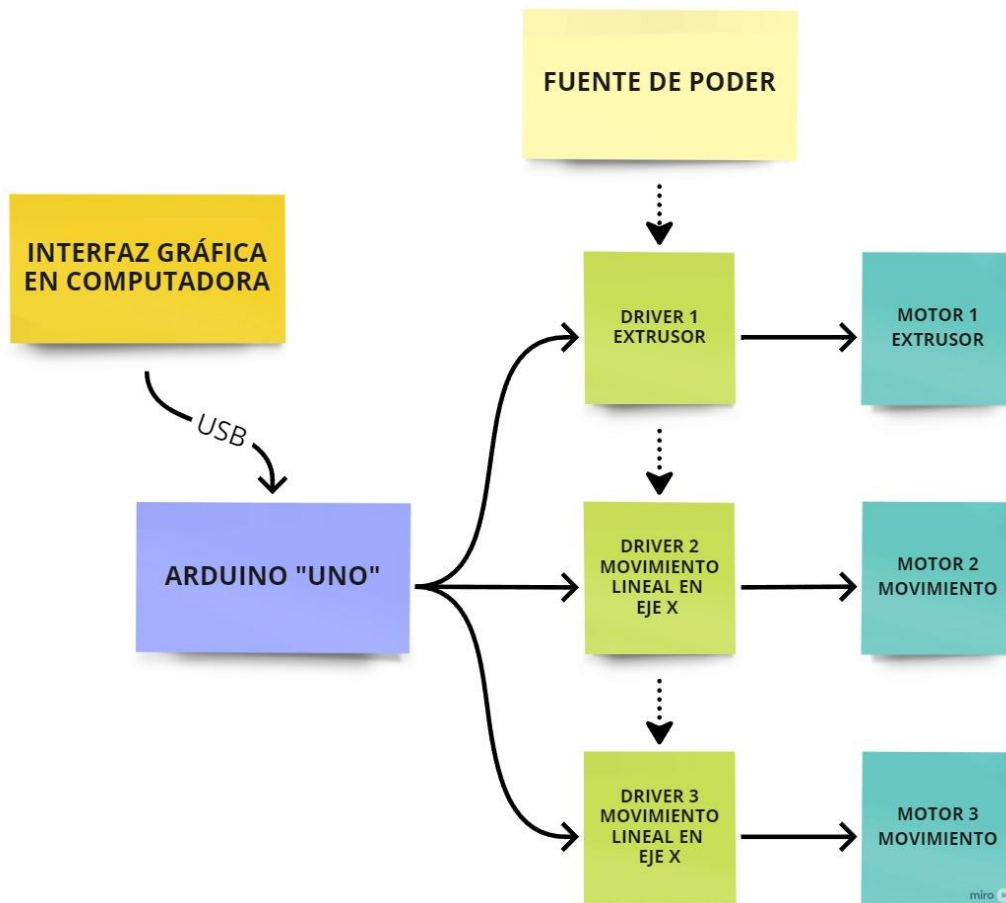 FUENTE DE PODER
INTERFAZ GRÁFICA
EN COMPUTADORA
USB
ARDUINO "UNO"
DRIVER 1
EXTRUSOR
MOTOR 1
EXTRUSOR
DRIVER 2
MOVIMIENTO
LINEAL EN
EJE X
MOTOR 2
MOVIMIENTO
DRIVER 3
MOVIMIENTO
LINEAL EN
EJE X
MOTOR 3
MOVIMIENTO
miro